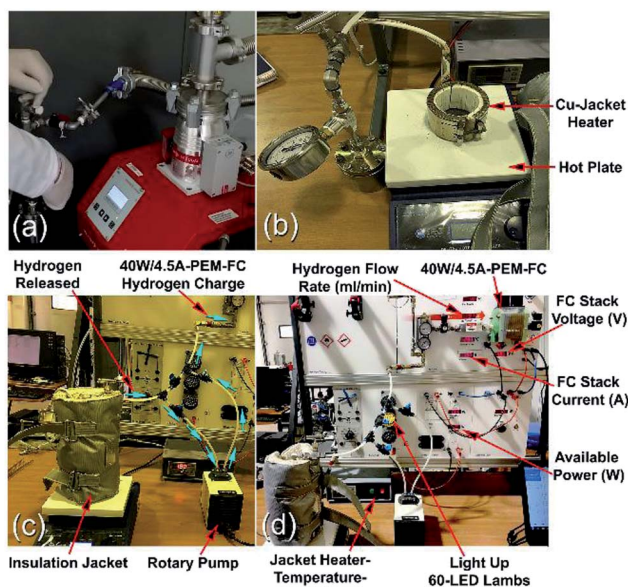 (a)
(b)
Cu-Jacket
Heater
Hot Plate
Hydrogen
Released
40W/4.5A-PEM-FC
Hydrogen Charge
Hydrogen Flow
Rate (ml/min)
40W/4.5A-PEM-FC
FC Stack
Voltage (V)
FC Stack
Current (A)
Available
Power (W)
(c)
(d)
Insulation Jacket
Rotary Pump
Jacket Heater-
Temperature-
Light Up
60-LED Lambs